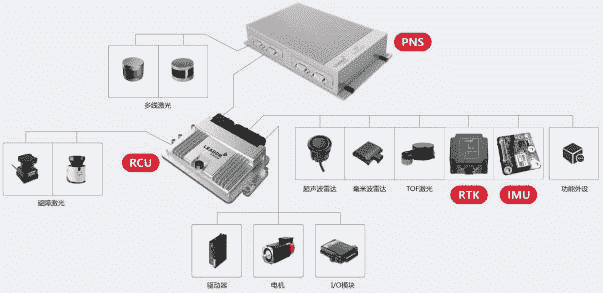 PNS
多线激光
RCU
LEADOR
避障激光
超声波雷达
毫米波雷达
TOF激光
RTK
IMU
功能外设
驱动器
电机
I/O模块